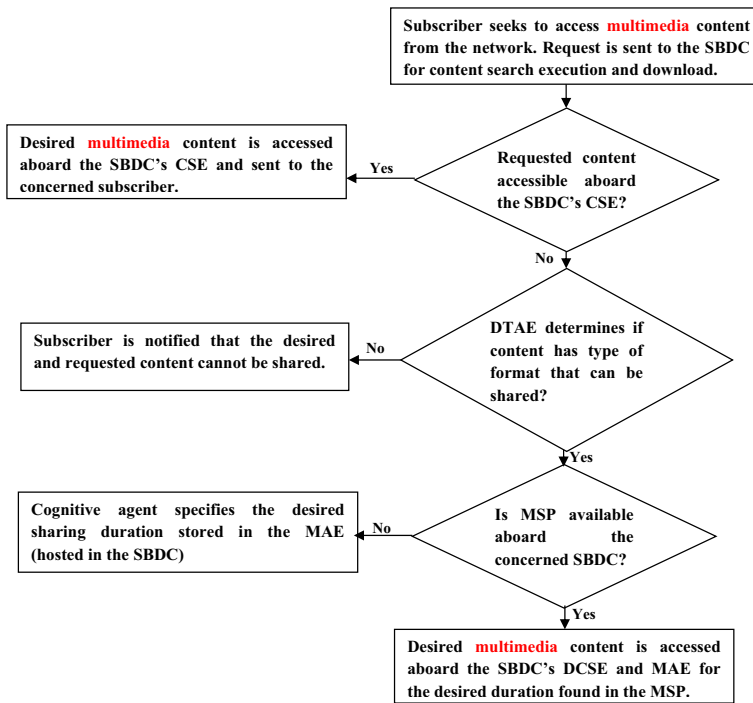 Subscriber seeks to access multimedia content
from the network. Request is sent to the SBDC
for content search execution and download.
Desired multimedia content is accessed
aboard the SBDC's CSE and sent to the
concerned subscriber.
Yes
Requested content
accessible aboard
the SBDC's CSE?
No
Subscriber is notified that the desired
and requested content cannot be shared.
No
DTAE determines if
content has type of
format that can be
shared?
Yes
Cognitive agent specifies the desired
sharing duration stored in the MAE
(hosted in the SBDC)
No
Is MSP available
aboard the
concerned SBDC?
Yes
Desired multimedia content is accessed
aboard the SBDC's DCSE and MAE for
the desired duration found in the MSP.